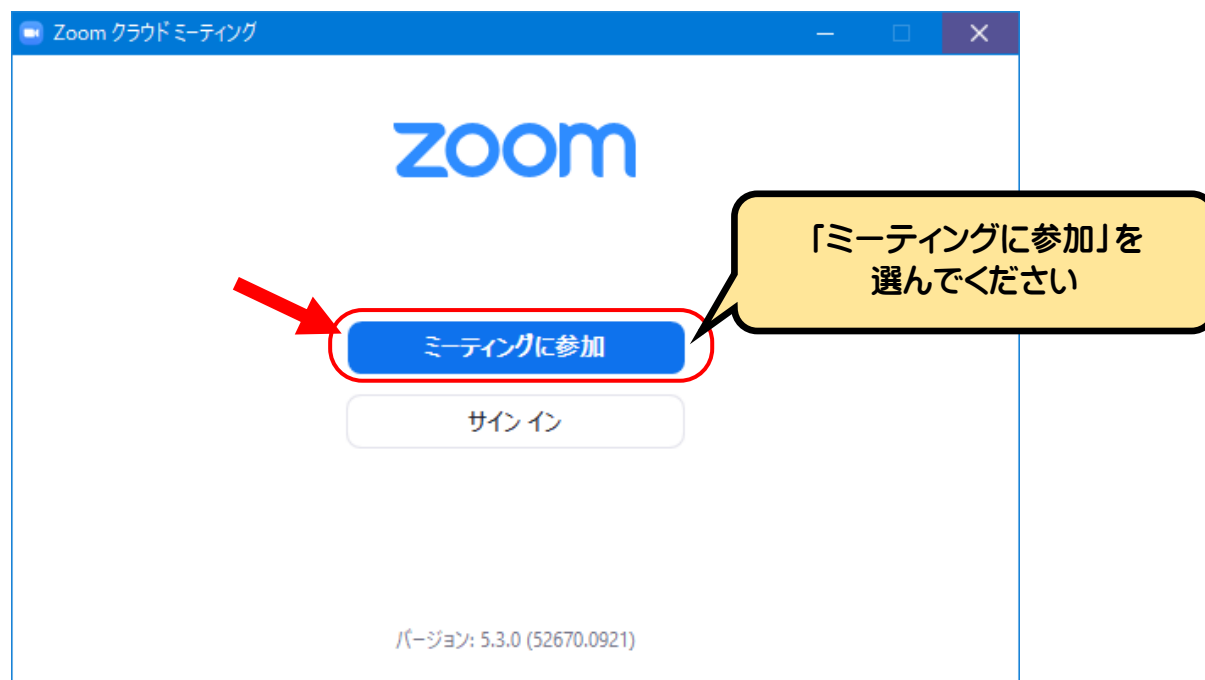 Zoom クラウド ミーティング
zoom
「ミーティングに参加」を
選んでください
ミーティングに参加
サイン イン
バージョン: 5.3.0 (52670.0921)